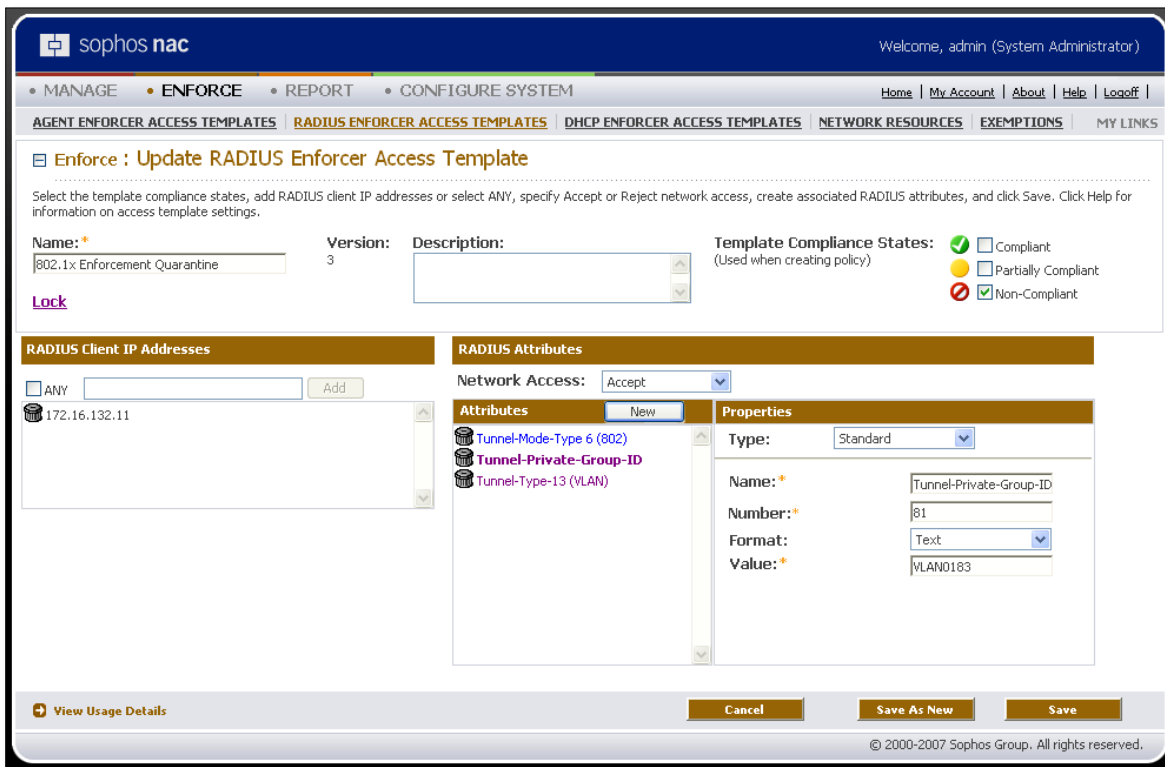 sophos nac
Welcome, admin (System Administrator)
• MANAGE • ENFORCE • REPORT • CONFIGURE SYSTEM
Home | My Account | About | Help | Logoff |
AGENT ENFORCER ACCESS TEMPLATES | RADIUS ENFORCER ACCESS TEMPLATES | DHCP ENFORCER ACCESS TEMPLATES | NETWORK RESOURCES | EXEMPTIONS | MY LINKS
Enforce : Update RADIUS Enforcer Access Template
Select the template compliance states, add RADIUS client IP addresses or select ANY, specify Accept or Reject network access, create associated RADIUS attributes, and click Save. Click Help for
information on access template settings.
Name:*
802.1x Enforcement Quarantine
Lock
Version:
3
Description:
Template Compliance States:
(Used when creating policy)
Compliant
Partially Compliant
Non-Compliant
RADIUS Client IP Addresses
ANY
Add
172.16.132.11
RADIUS Attributes
Network Access: Accept
Attributes New
Tunnel-Mode-Type 6 (802)
Tunnel-Private-Group-ID
Tunnel-Type-13 (VLAN)
Properties
Type: Standard
Name:* Tunnel-Private-Group-ID
Number:* 81
Format: Text
Value:* VLAN0183
View Usage Details
Cancel
Save As New
Save
© 2000-2007 Sophos Group. All rights reserved.